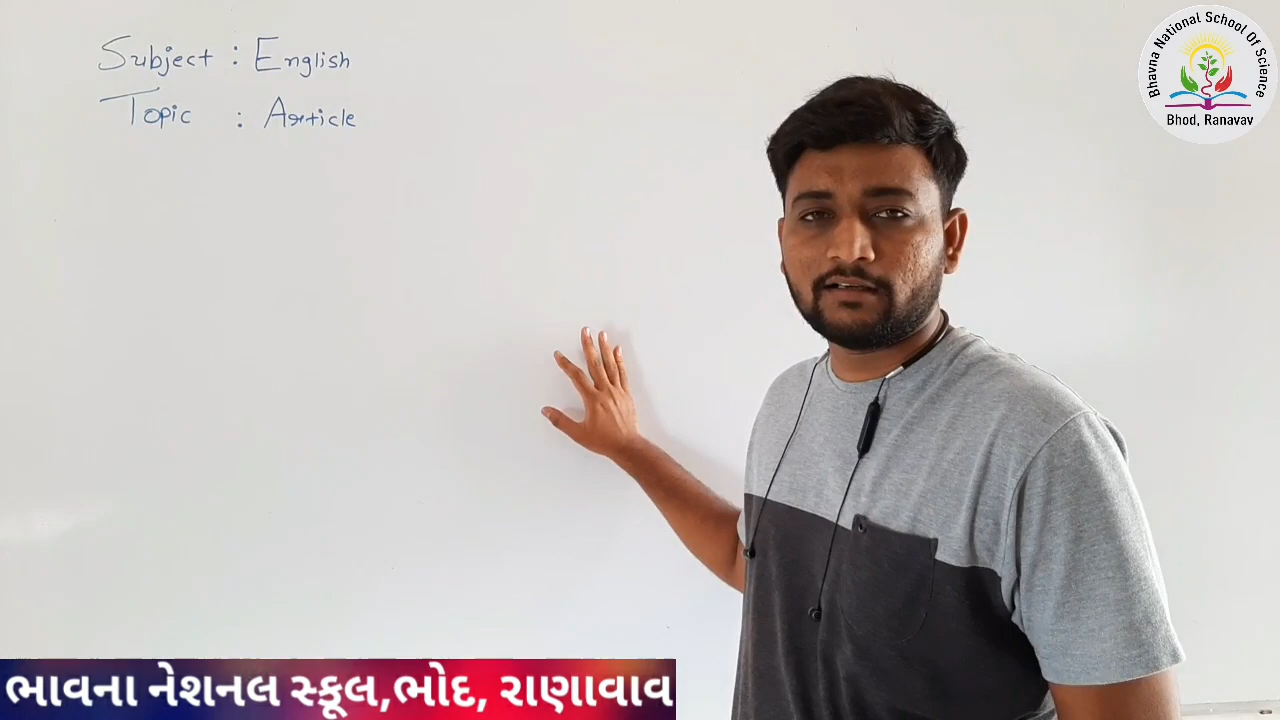 Subject : English
Topic : Article
Bhavna National School Of Science
Bhod, Ranavav
ભાવના નેશનલ સ્કૂલ,ભોદ, રાણાવાવ